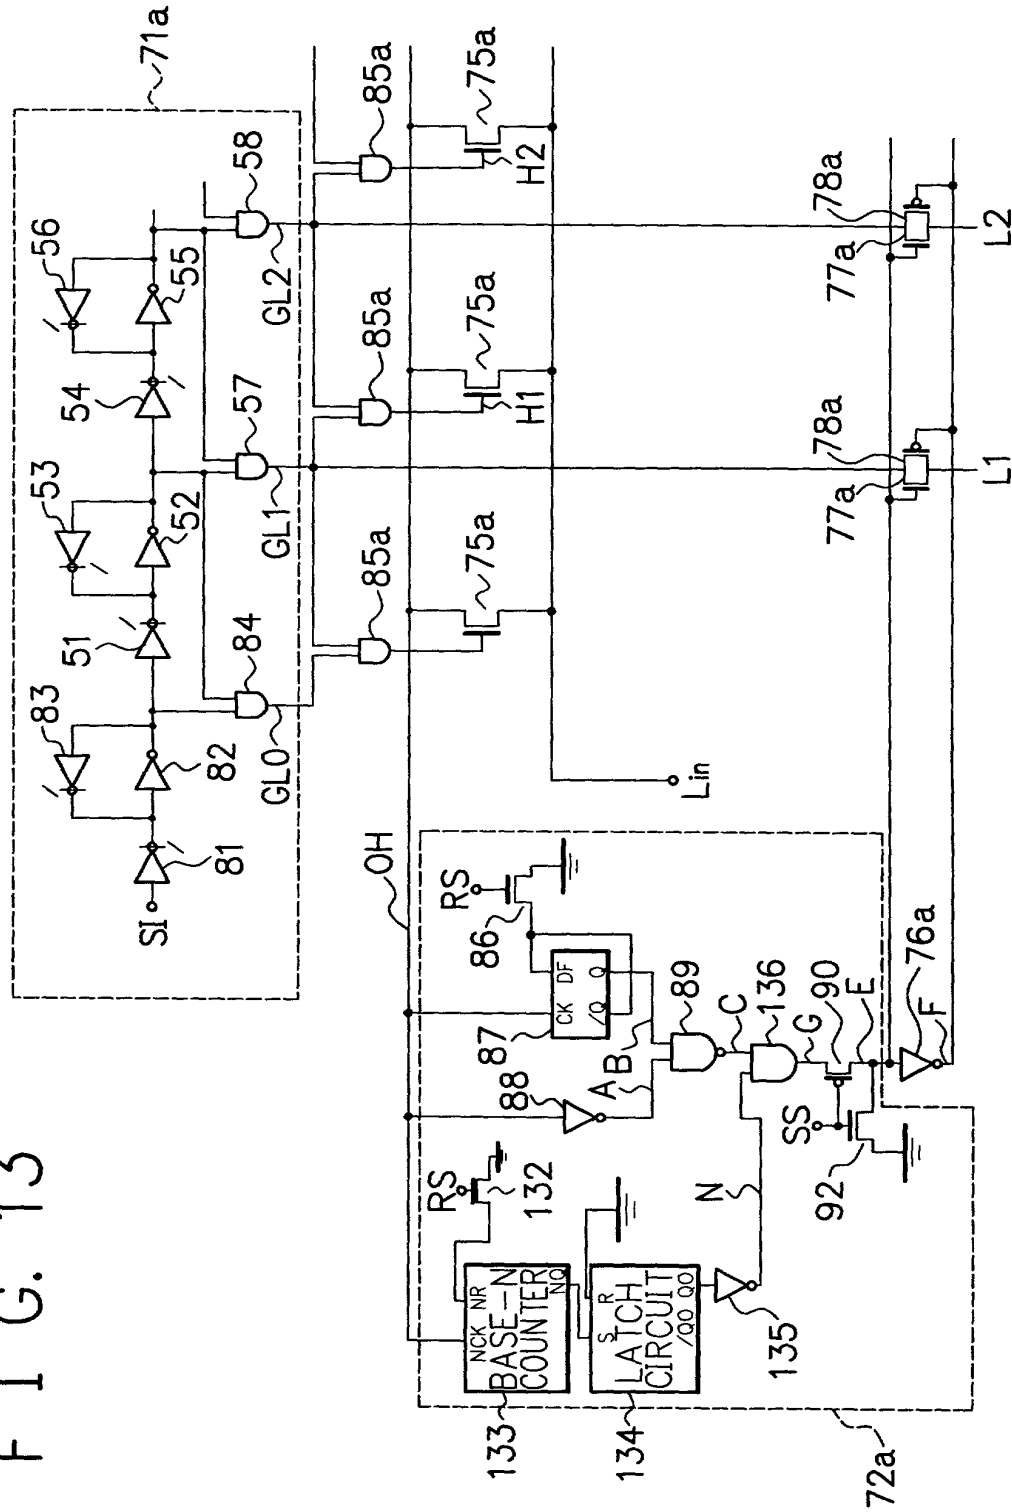 FIG. 13
71a
56
53
83
SI
81
82
51
52
54
55
84
57
58
GL0
GL1
GL2
85a
85a
85a
OH
75a
75a
75a
H1
H2
Lin
RS
86
CK DF
/Q Q
87
88
A
B
89
C
136
G
90
E
SS
92
76a
F
RS
132
133
NCK NR
BASE-N
COUNTER
NQ
134
S R
LATCH
CIRCUIT
/QO QO
135
N
72a
77a
78a
L1
77a
78a
L2